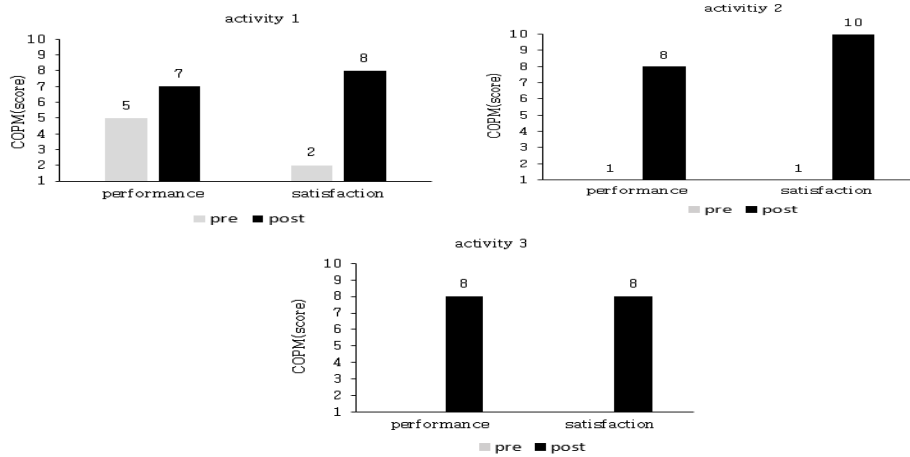 activity 1
COPM(score)
10
9
8
7
6
5
4
3
2
1
5
7
2
8
performance
satisfaction
pre
post
activitiy 2
COPM(score)
10
9
8
7
6
5
4
3
2
1
1
8
1
10
performance
satisfaction
pre
post
activity 3
COPM(score)
10
9
8
7
6
5
4
3
2
1
8
8
performance
satisfaction
pre
post